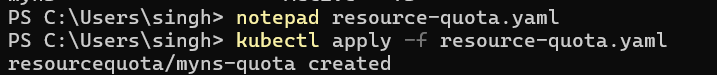 PS C:\Users\singh> notepad resource-quota.yaml
PS C:\Users\singh> kubectl apply -f resource-quota.yaml
resourcequota/myns-quota created